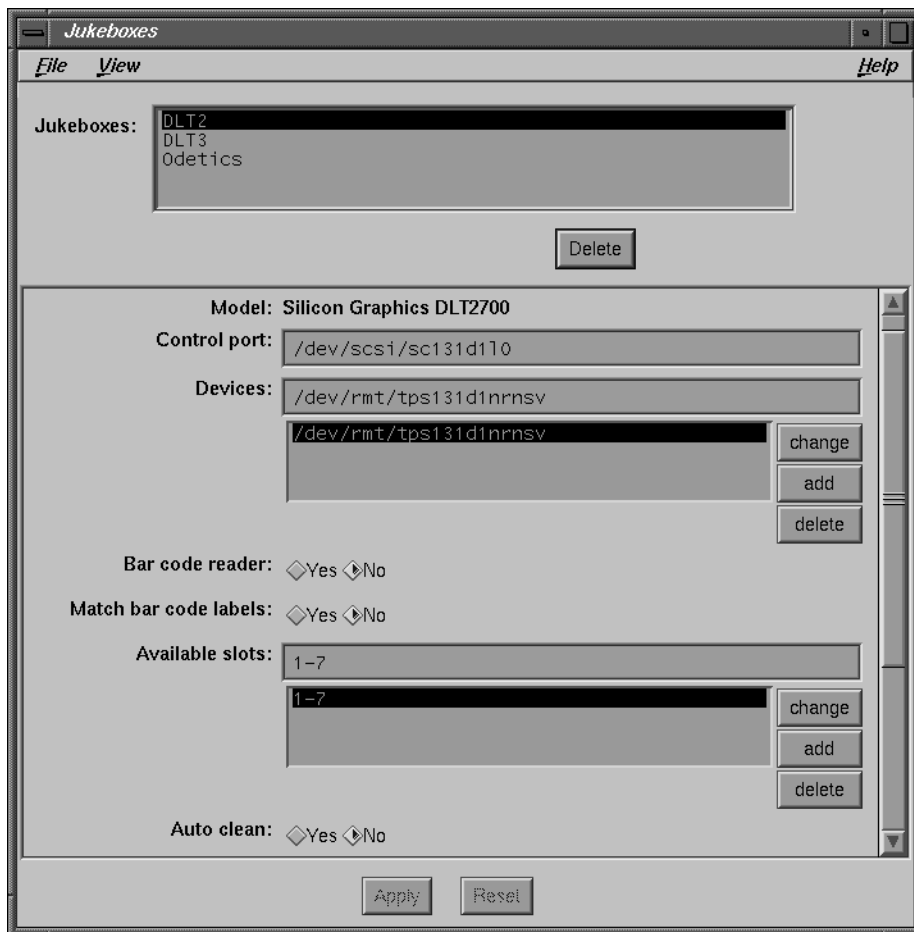 Jukeboxes
File View Help
Jukeboxes: DLT2
DLT3
Odetics
Delete
Model: Silicon Graphics DLT2700
Control port: /dev/scsi/sc131d1l0
Devices: /dev/rmt/tps131d1nrnsv
/dev/rmt/tps131d1nrnsv
change
add
delete
Bar code reader: Yes No
Match bar code labels: Yes No
Available slots: 1-7
1-7
change
add
delete
Auto clean: Yes No
Apply Reset